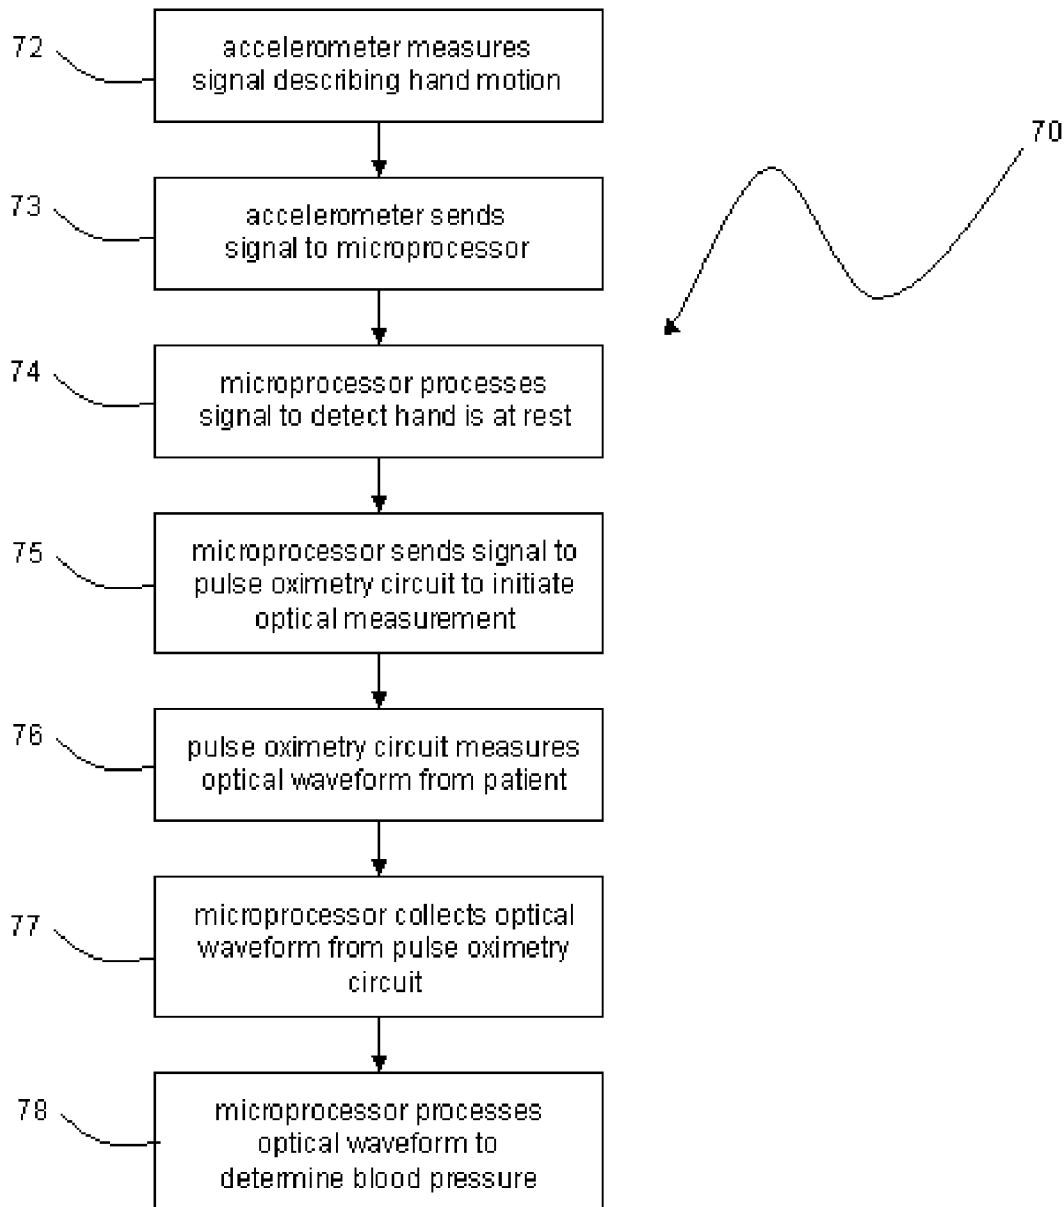 72
accelerometer measures
signal describing hand motion
70
73
accelerometer sends
signal to microprocessor
74
microprocessor processes
signal to detect hand is at rest
75
microprocessor sends signal to
pulse oximetry circuit to initiate
optical measurement
76
pulse oximetry circuit measures
optical waveform from patient
77
microprocessor collects optical
waveform from pulse oximetry
circuit
78
microprocessor processes
optical waveform to
determine blood pressure